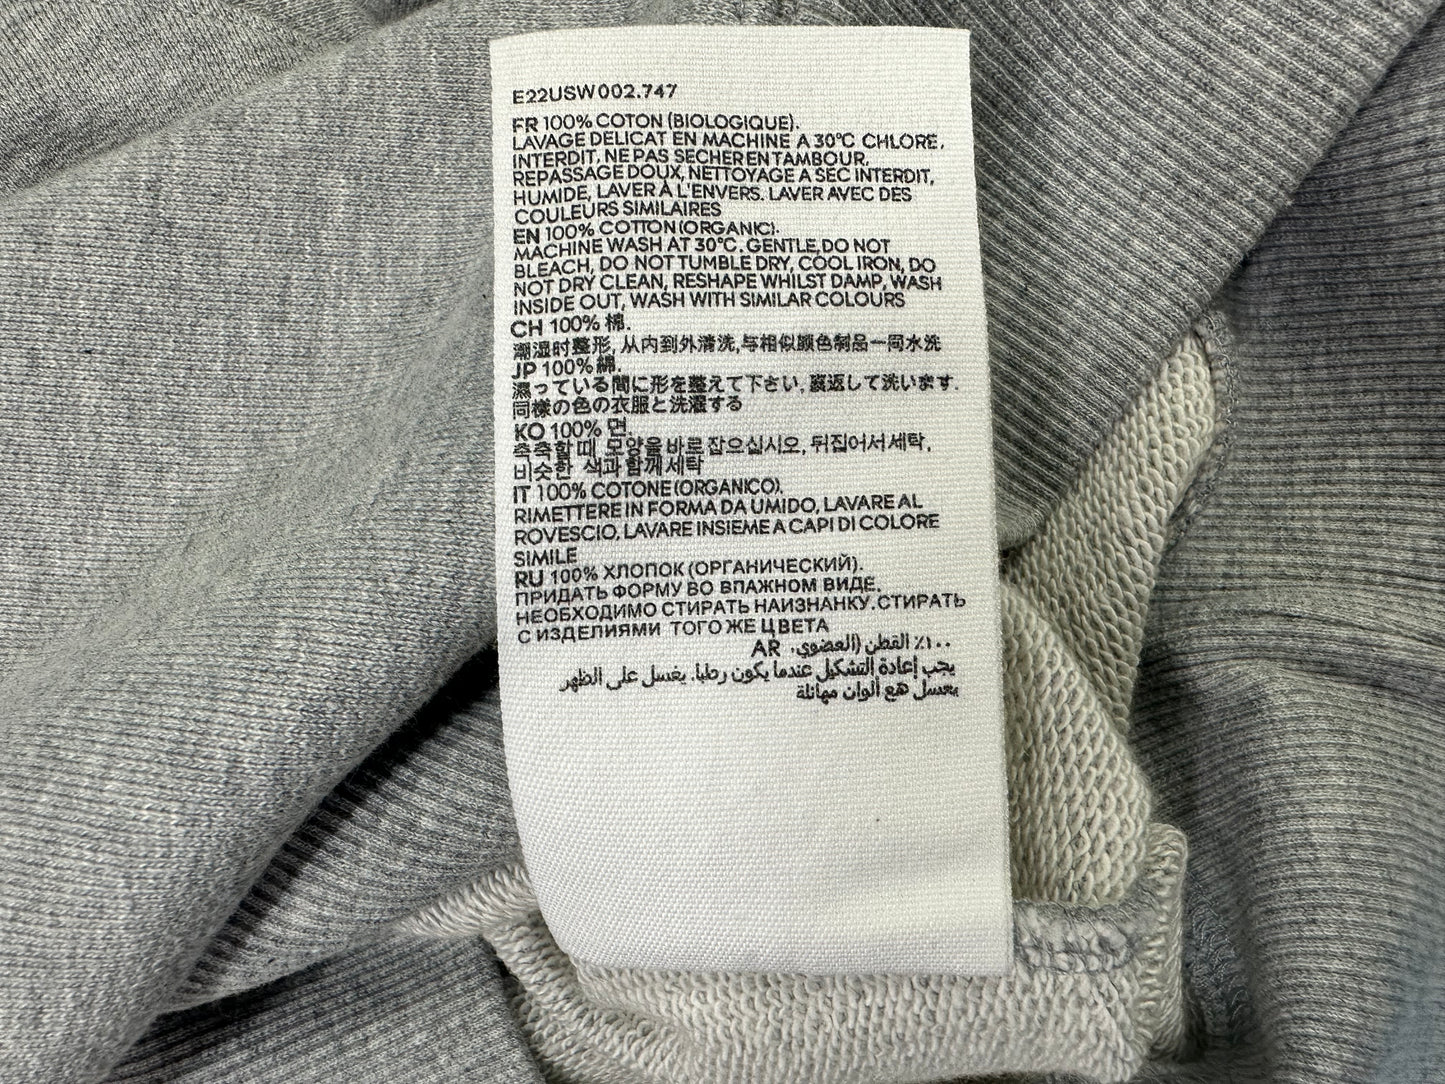 E22USW002.747
FR 100% COTON (BIOLOGIQUE).
LAVAGE DELICAT EN MACHINE A 30°C CHLORE,
INTERDIT, NE PAS SECHER EN TAMBOUR,
REPASSAGE DOUX, NETTOYAGE A SEC INTERDIT,
HUMIDE, LAVER À L'ENVERS. LAVER AVEC DES
COULEURS SIMILAIRES
EN 100% COTTON (ORGANIC).
MACHINE WASH AT 30°C. GENTLE, DO NOT
BLEACH, DO NOT TUMBLE DRY, COOL IRON, DO
NOT DRY CLEAN, RESHAPE WHILST DAMP, WASH
INSIDE OUT, WASH WITH SIMILAR COLOURS
CH 100% 棉.
潮湿时整形, 从内到外清洗,与相似颜色制品一同水洗
JP 100% 綿.
濕っている間に形を整えて下さい, 裏返して洗います.
同様の色の衣服と洗濯する
KO 100% 면.
축축할 때 모양을 바로 잡으십시오, 뒤집어서 세탁,
비슷한 색과 함께 세탁
IT 100% COTONE (ORGANICO).
RIMETTERE IN FORMA DA UMIDO, LAVARE AL
ROVESCIO, LAVARE INSIEME A CAPI DI COLORE
SIMILE
RU 100% ХЛОПОК (ОРГАНИЧЕСКИЙ).
ПРИДАТЬ ФОРМУ ВО ВПАЖНОМ ВИДЕ,
НЕОБХОДИМО СТИРАТЬ НАИЗНАНКУ. СТИРАТЬ
С ИЗДЕЛИЯМИ ТОГО ЖЕ ЦВЕТА
AR ١٠٠٪ القطن (العضوي.
يجب إعادة التشكيل عندما يكون رطبا. يغسل على الظهر
يغسل مع ألوان مماثلة